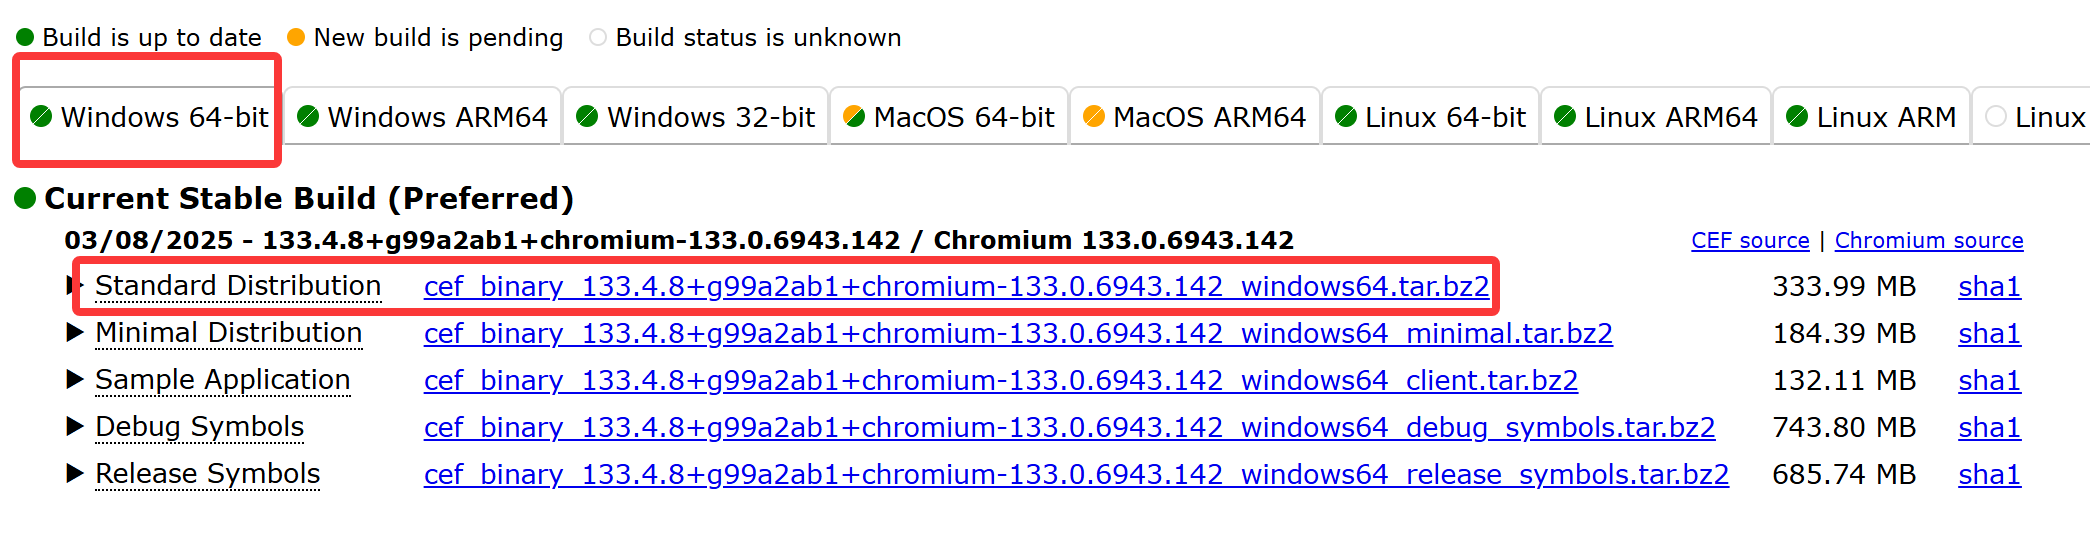 Build is up to date New build is pending Build status is unknown
Windows 64-bit Windows ARM64 Windows 32-bit MacOS 64-bit MacOS ARM64 Linux 64-bit Linux ARM64 Linux ARM Linux
Current Stable Build (Preferred)
03/08/2025 - 133.4.8+g99a2ab1+chromium-133.0.6943.142 / Chromium 133.0.6943.142 CEF source | Chromium source
Standard Distribution cef_binary_133.4.8+g99a2ab1+chromium-133.0.6943.142_windows64.tar.bz2 333.99 MB sha1
Minimal Distribution cef_binary_133.4.8+g99a2ab1+chromium-133.0.6943.142_windows64_minimal.tar.bz2 184.39 MB sha1
Sample Application cef_binary_133.4.8+g99a2ab1+chromium-133.0.6943.142_windows64_client.tar.bz2 132.11 MB sha1
Debug Symbols cef_binary_133.4.8+g99a2ab1+chromium-133.0.6943.142_windows64_debug_symbols.tar.bz2 743.80 MB sha1
Release Symbols cef_binary_133.4.8+g99a2ab1+chromium-133.0.6943.142_windows64_release_symbols.tar.bz2 685.74 MB sha1